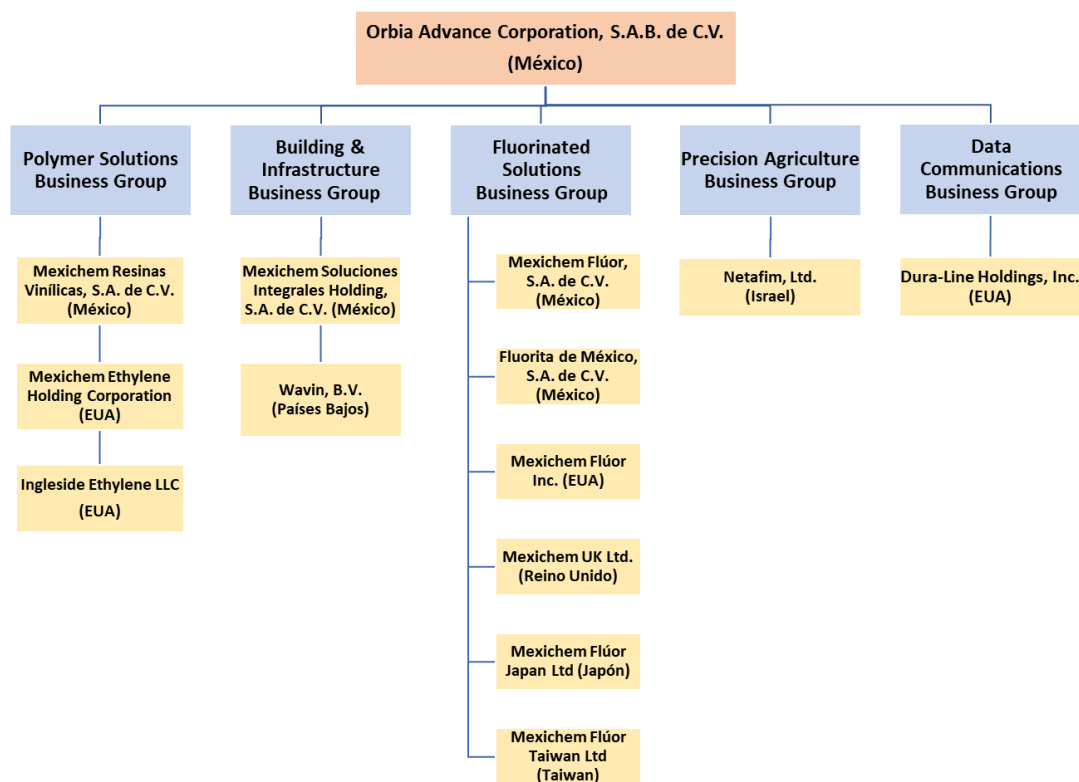 Orbia Advance Corporation, S.A.B. de C.V.
(México)
Polymer Solutions
Business Group
Building &
Infrastructure
Business Group
Fluorinated
Solutions
Business Group
Precision Agriculture
Business Group
Data
Communications
Business Group
Mexichem Resinas
Vinílicas, S.A. de C.V.
(México)
Mexichem Ethylene
Holding Corporation
(EUA)
Ingleside Ethylene LLC
(EUA)
Mexichem Soluciones
Integrales Holding,
S.A. de C.V. (México)
Wavin, B.V.
(Países Bajos)
Mexichem Flúor,
S.A. de C.V.
(México)
Fluorita de México,
S.A. de C.V.
(México)
Mexichem Flúor
Inc. (EUA)
Mexichem UK Ltd.
(Reino Unido)
Mexichem Flúor
Japan Ltd (Japón)
Mexichem Flúor
Taiwan Ltd
(Taiwan)
Netafim, Ltd.
(Israel)
Dura-Line Holdings, Inc.
(EUA)